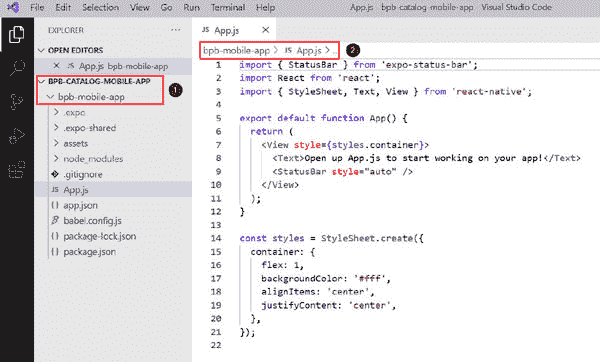 File Edit Selection View Go Run Terminal Help App.js - bpb-catalog-mobile-app - Visual Studio Code
EXPLORER
OPEN EDITORS
App.js bpb-mobile-app
BPB-CATALOG-MOBILE-APP
1
bpb-mobile-app
.expo
.expo-shared
assets
node_modules
.gitignore
App.js
app.json
babel.config.js
package-lock.json
package.json
JS App.js
bpb-mobile-app > JS App.js > ...
2
1 import { StatusBar } from 'expo-status-bar';
2 import React from 'react';
3 import { StyleSheet, Text, View } from 'react-native';
4
5 export default function App() {
6 return (
7 <View style={styles.container}>
8 <Text>Open up App.js to start working on your app!</Text>
9 <StatusBar style="auto" />
10 </View>
11 );
12 }
13
14 const styles = StyleSheet.create({
15 container: {
16 flex: 1,
17 backgroundColor: '#fff',
18 alignItems: 'center',
19 justifyContent: 'center',
20 },
21 });
22